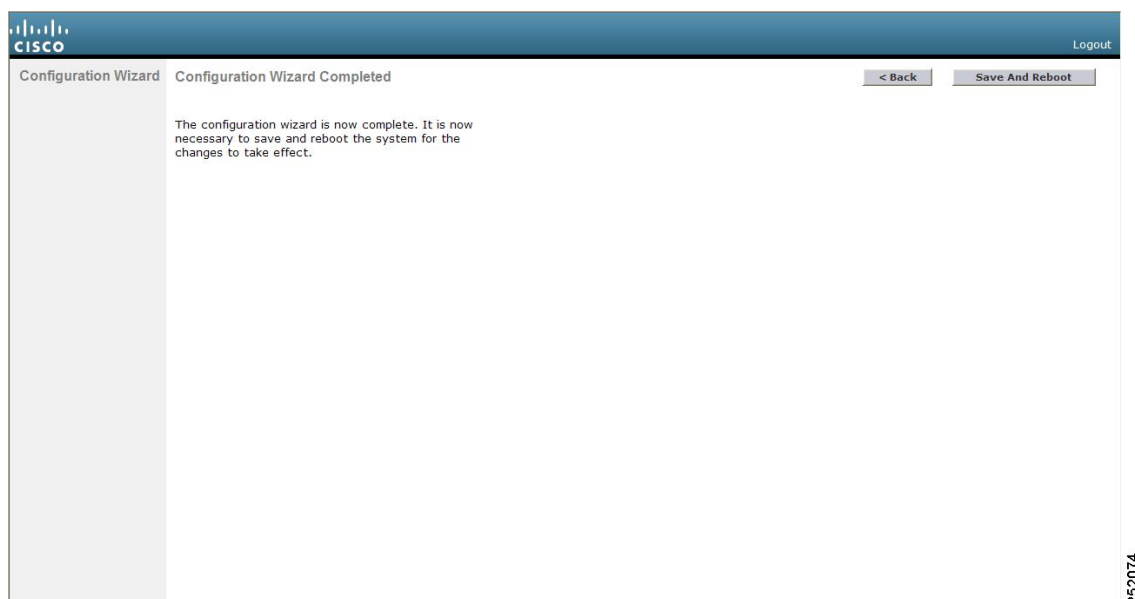 CISCO
Logout
Configuration Wizard
Configuration Wizard Completed
< Back
Save And Reboot
The configuration wizard is now complete. It is now
necessary to save and reboot the system for the
changes to take effect.
252074